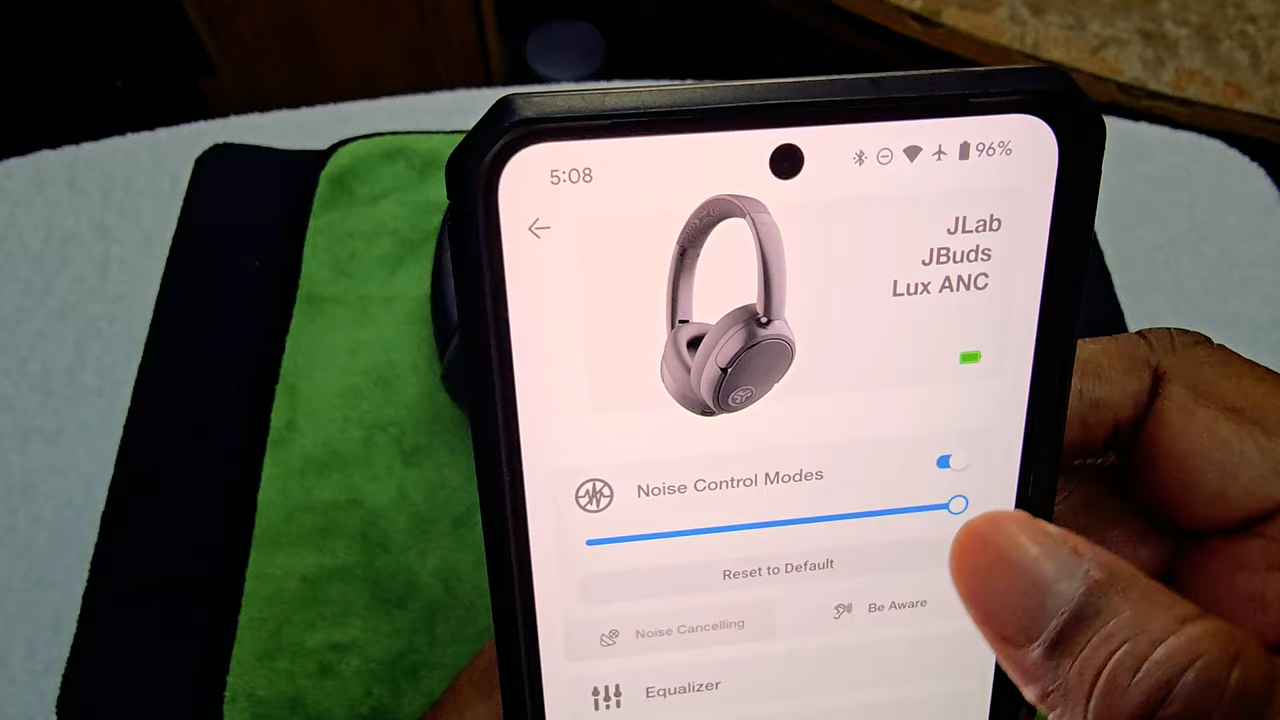 5:08
96%
JLab
JBuds
Lux ANC
Noise Control Modes
Reset to Default
Noise Cancelling
Be Aware
Equalizer